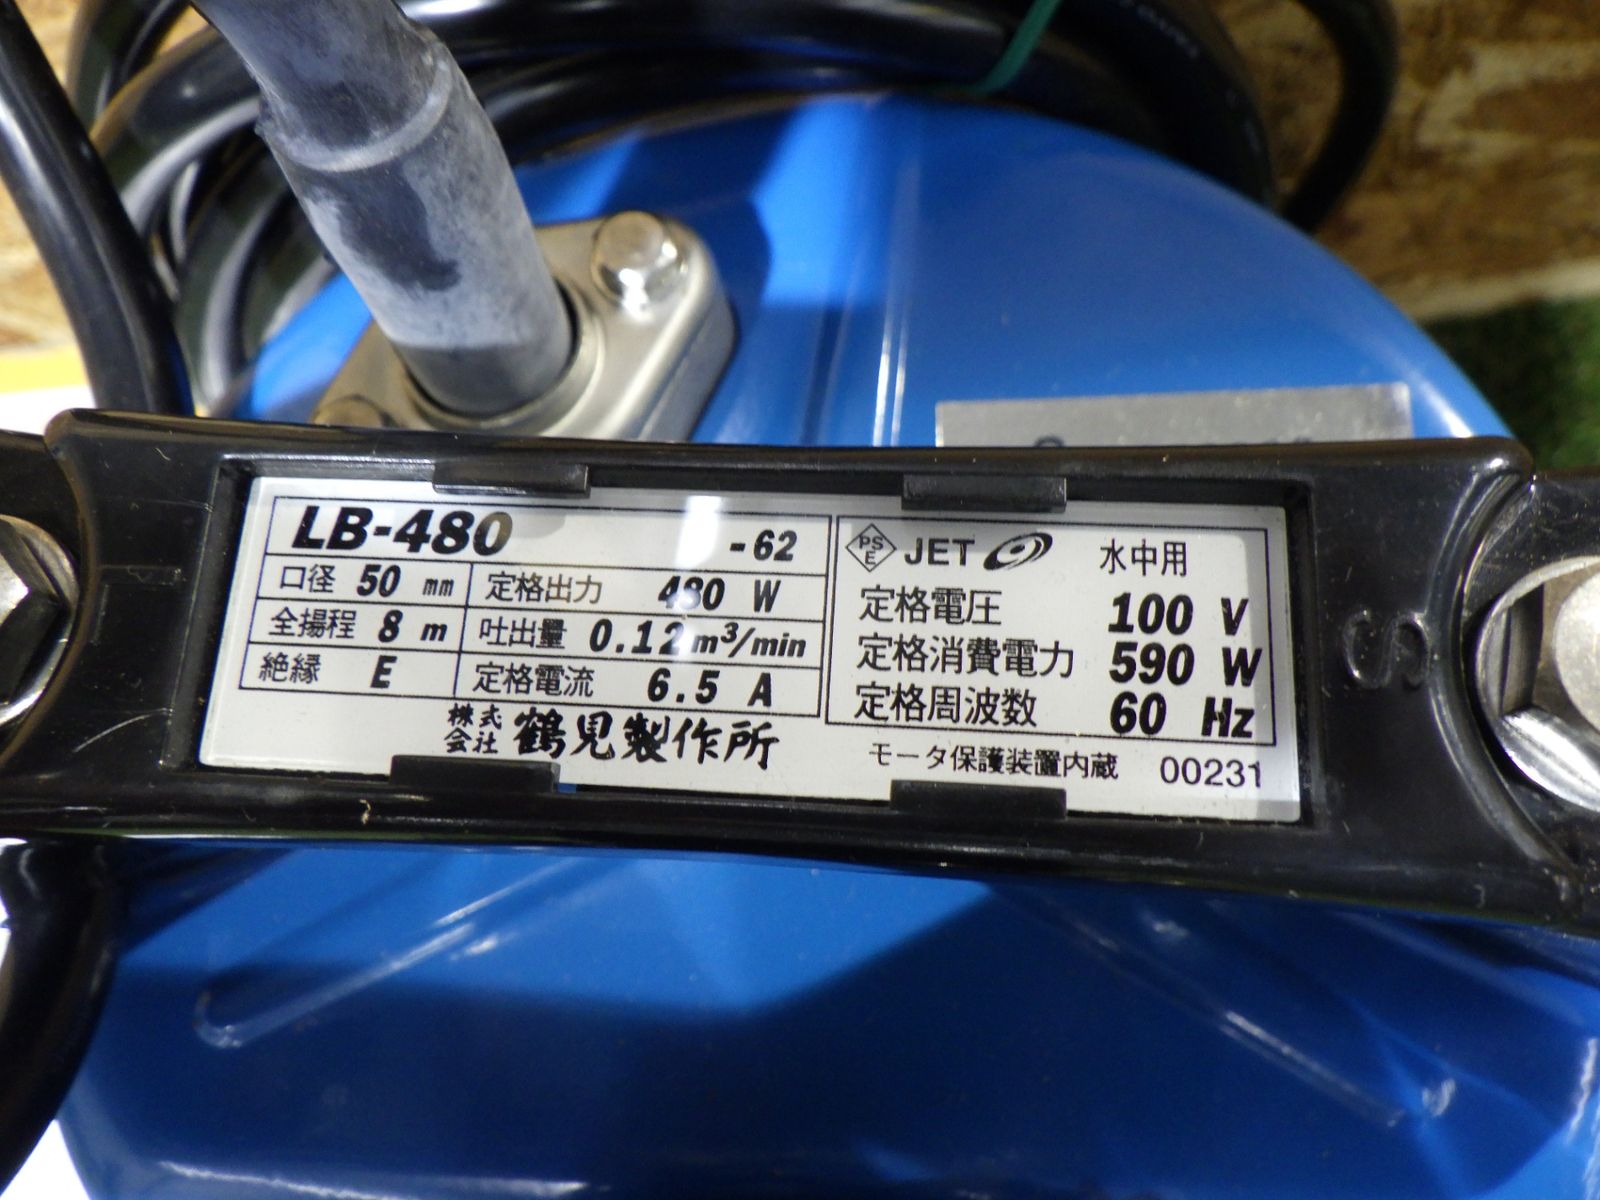 LB-480 -62
口径 50 mm 定格出力 480 W
全揚程 8 m 吐出量 0.12 m³/min
絶縁 E 定格電流 6.5 A
株式会社 鶴見製作所
PSE JET 水中用
定格電圧 100 V
定格消費電力 590 W
定格周波数 60 Hz
モータ保護装置内蔵 00231
S